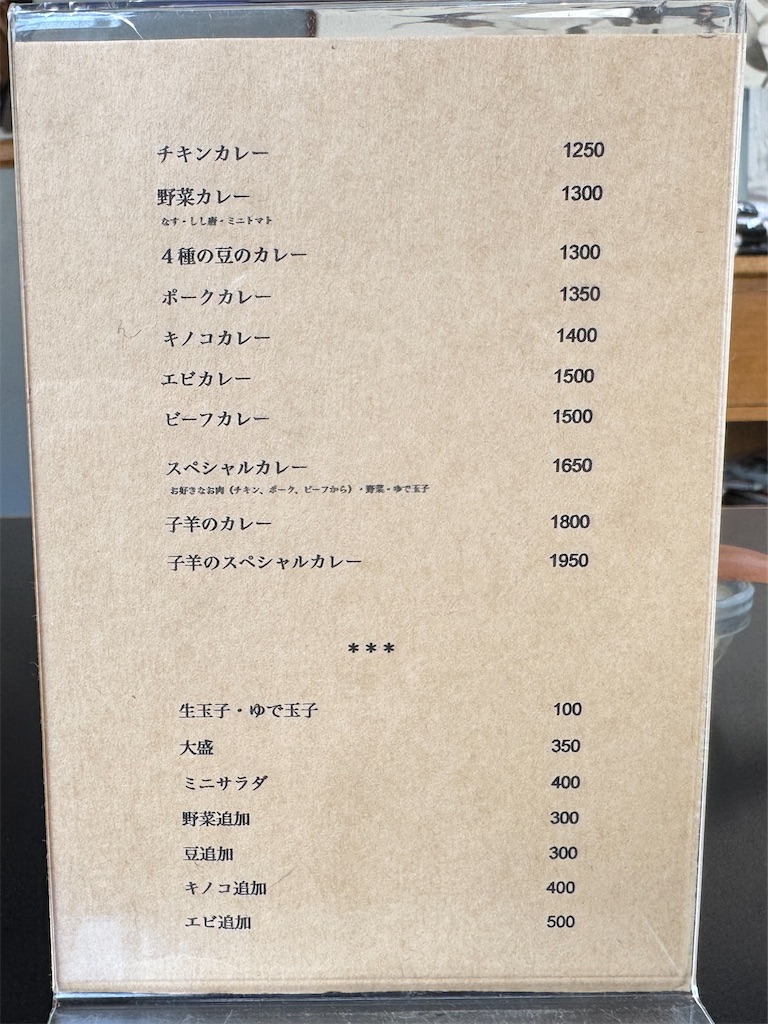 チキンカレー 1250
野菜カレー 1300
なす・しし唐・ミニトマト
４種の豆のカレー 1300
ポークカレー 1350
キノコカレー 1400
エビカレー 1500
ビーフカレー 1500
スペシャルカレー 1650
お好きなお肉（チキン、ポーク、ビーフから）・野菜・ゆで玉子
子羊のカレー 1800
子羊のスペシャルカレー 1950
＊＊＊
生玉子・ゆで玉子 100
大盛 350
ミニサラダ 400
野菜追加 300
豆追加 300
キノコ追加 400
エビ追加 500